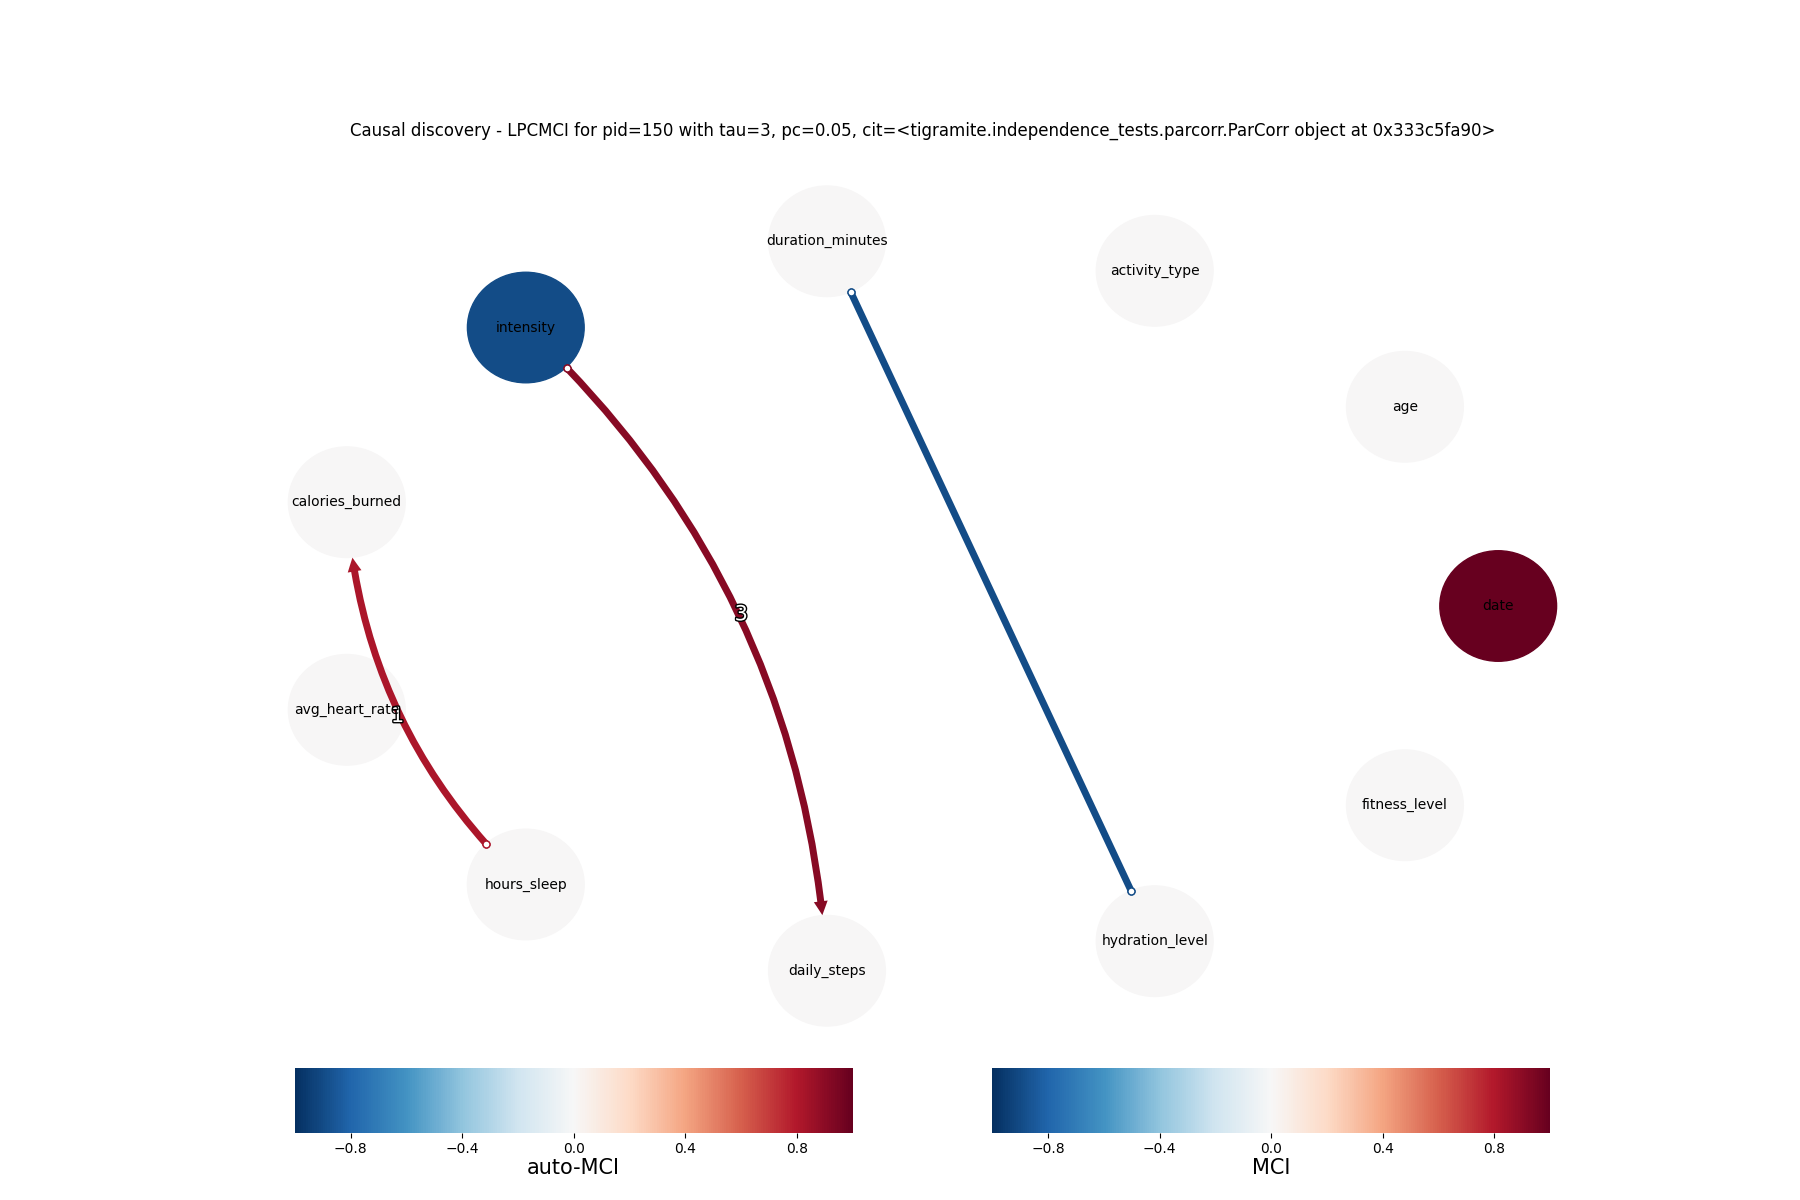 Causal discovery - LPCMCI for pid=150 with tau=3, pc=0.05, cit=<tigramite.independence_tests.parcorr.ParCorr object at 0x333c5fa90>
duration_minutes
activity_type
intensity
age
calories_burned
date
3
avg_heart_rate
1
fitness_level
hours_sleep
hydration_level
daily_steps
−0.8 −0.4 0.0 0.4 0.8
auto-MCI
−0.8 −0.4 0.0 0.4 0.8
MCI